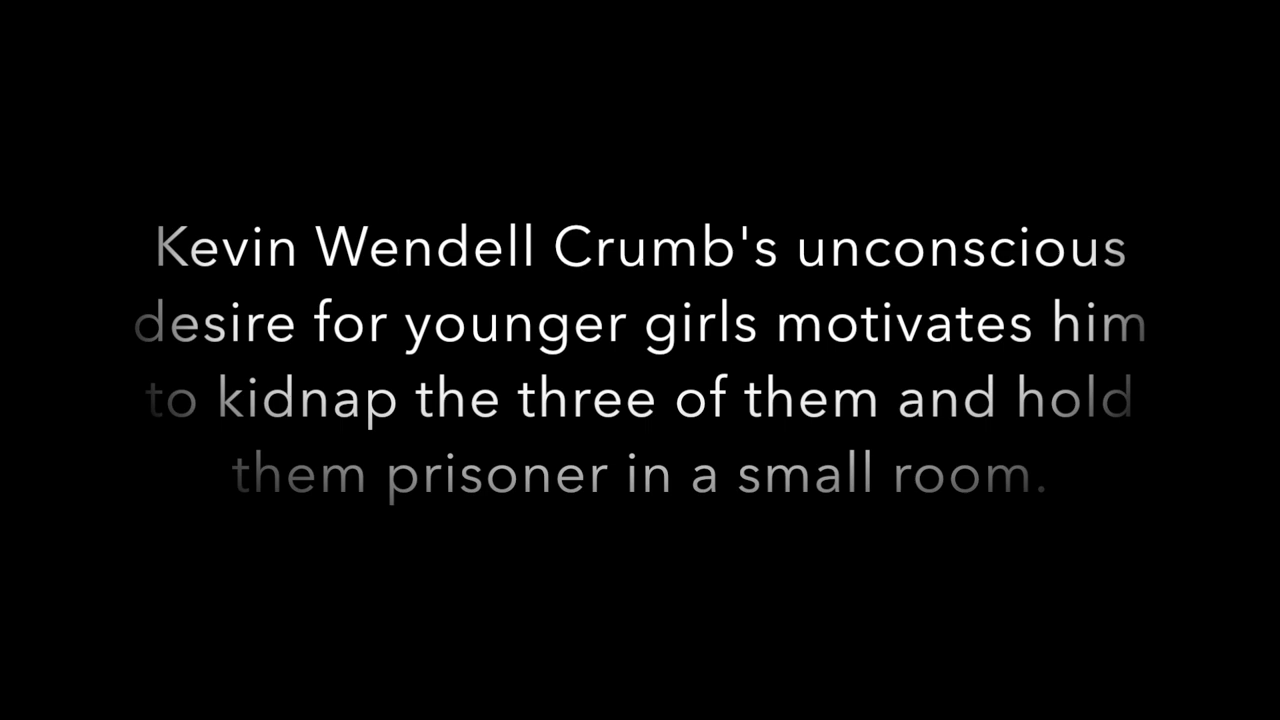 Kevin Wendell Crumb's unconscious
desire for younger girls motivates him
to kidnap the three of them and hold
them prisoner in a small room.